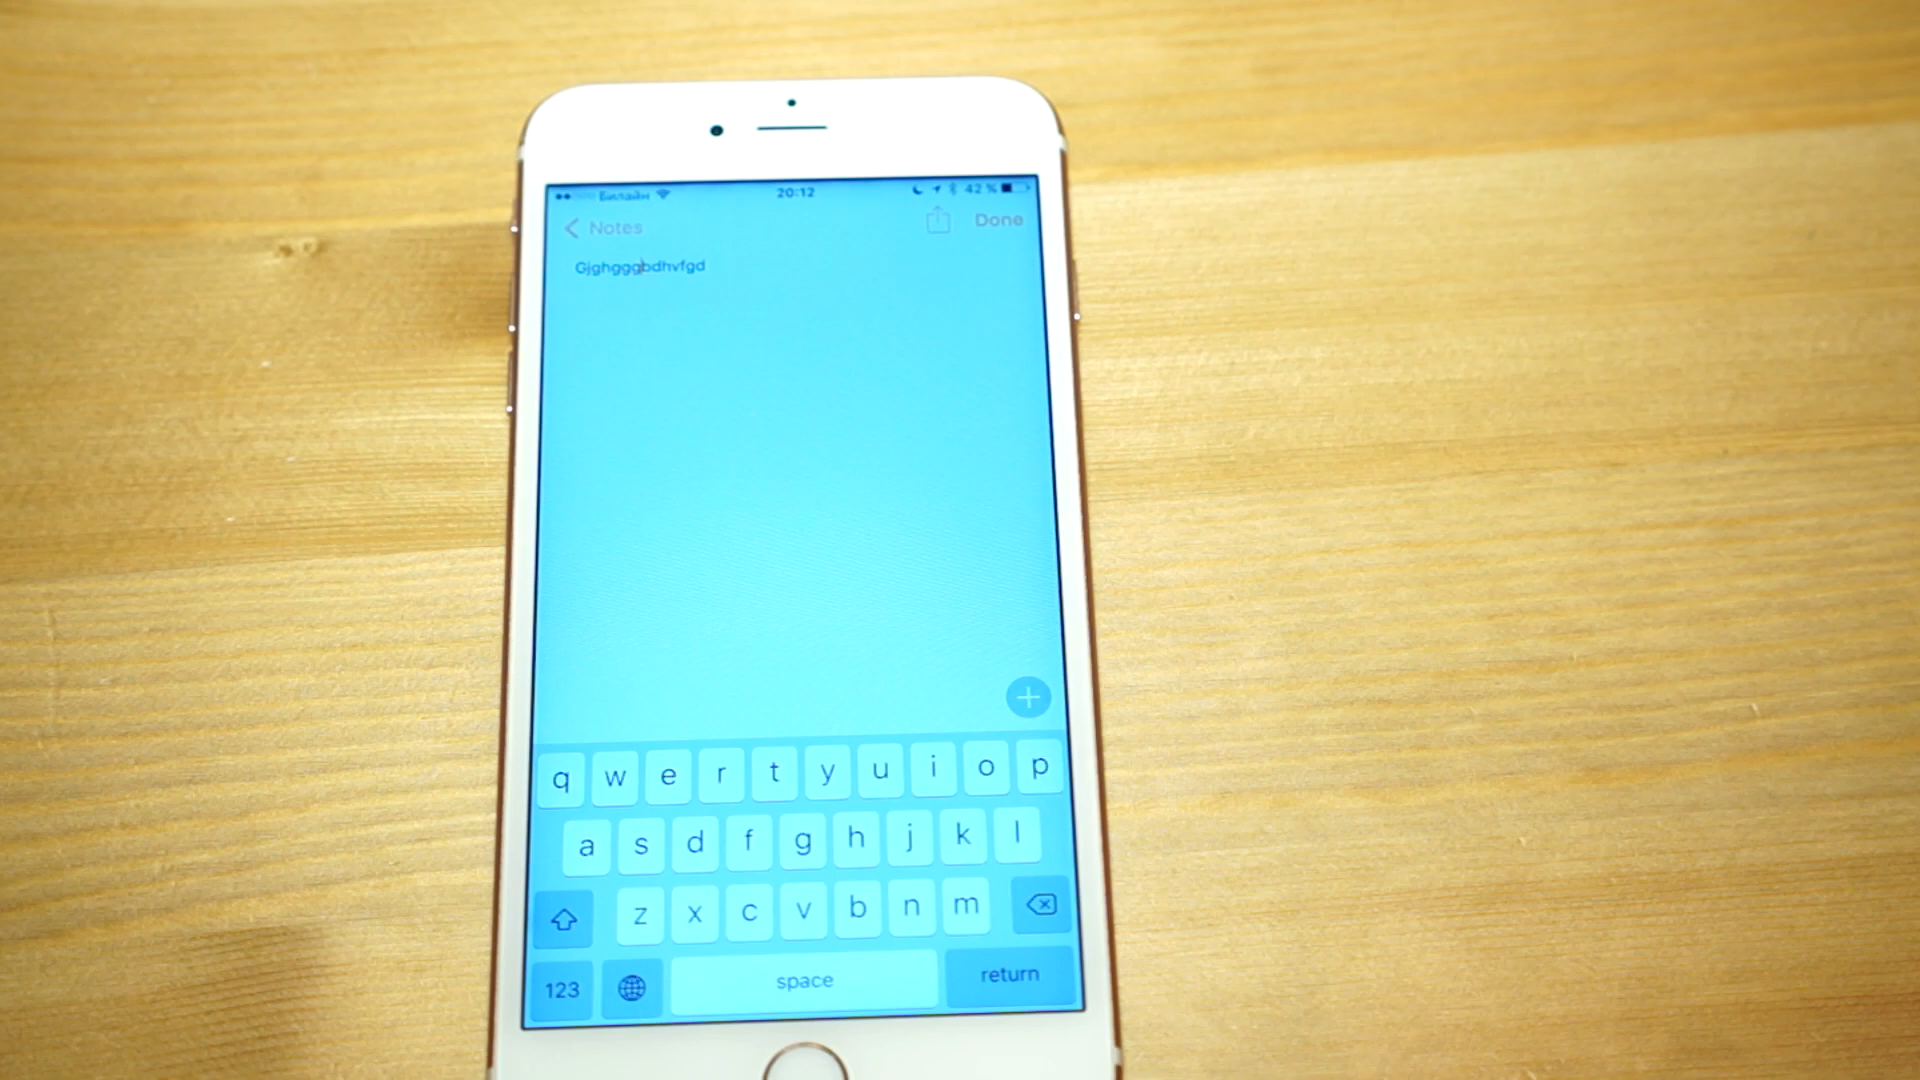 Билайн 20:12 42 %
Notes Done
Gjghgggbdhvfgd
q w e r t y u i o p
a s d f g h j k l
z x c v b n m
123 space return